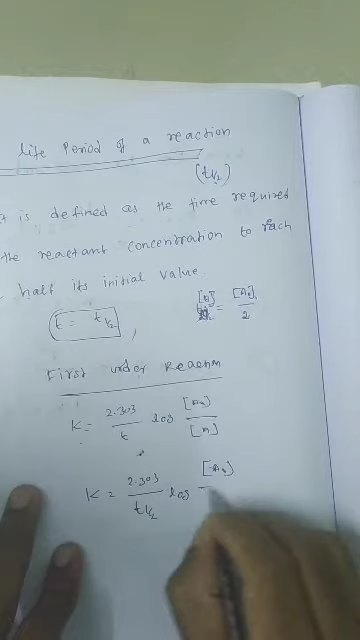 life Period of a reaction
(t½)
It is defined as the time required
the reactant concentration to reach
half its initial value.
t = t½ , [A] = [A₀] / 2
First order Reaction
K = 2.303 / t log [A₀] / [A]
K = 2.303 / t½ log [A₀]